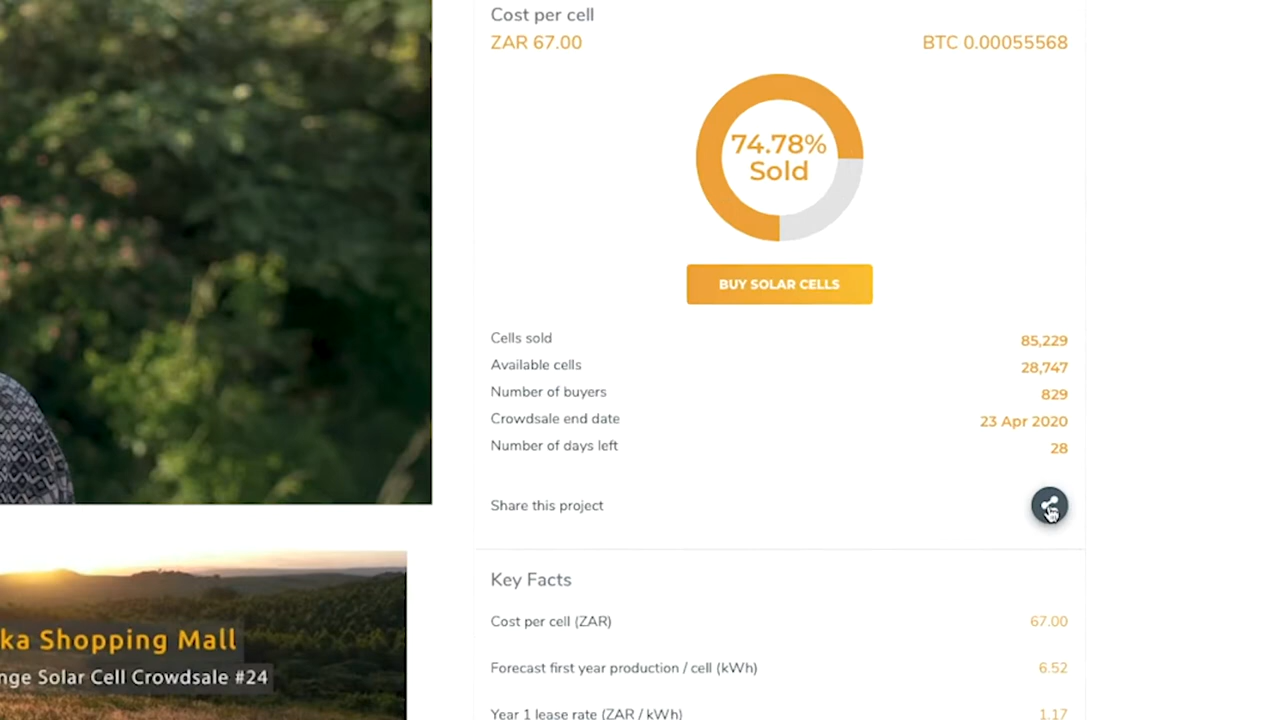 Cost per cell
ZAR 67.00 BTC 0.00055568
74.78%
Sold
BUY SOLAR CELLS
Cells sold 85,229
Available cells 28,747
Number of buyers 829
Crowdsale end date 23 Apr 2020
Number of days left 28
Share this project
ka Shopping Mall
nge Solar Cell Crowdsale #24
Key Facts
Cost per cell (ZAR) 67.00
Forecast first year production / cell (kWh) 6.52
Year 1 lease rate (ZAR / kWh) 1.17